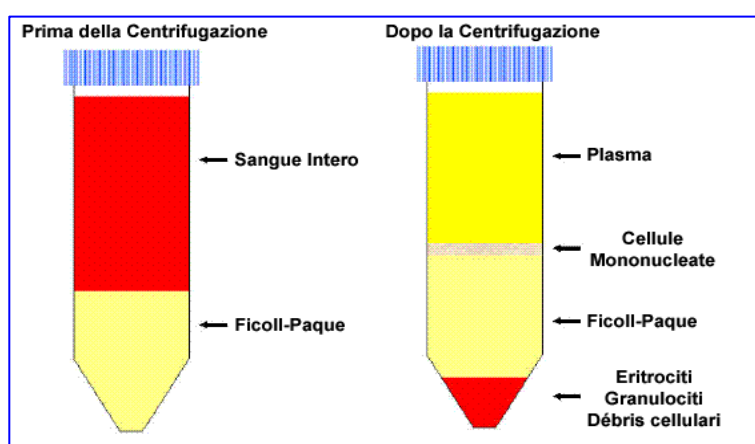 Prima della Centrifugazione
Sangue Intero
Ficoll-Paque
Dopo la Centrifugazione
Plasma
Cellule
Mononucleate
Ficoll-Paque
Eritrociti
Granulociti
Débris cellulari